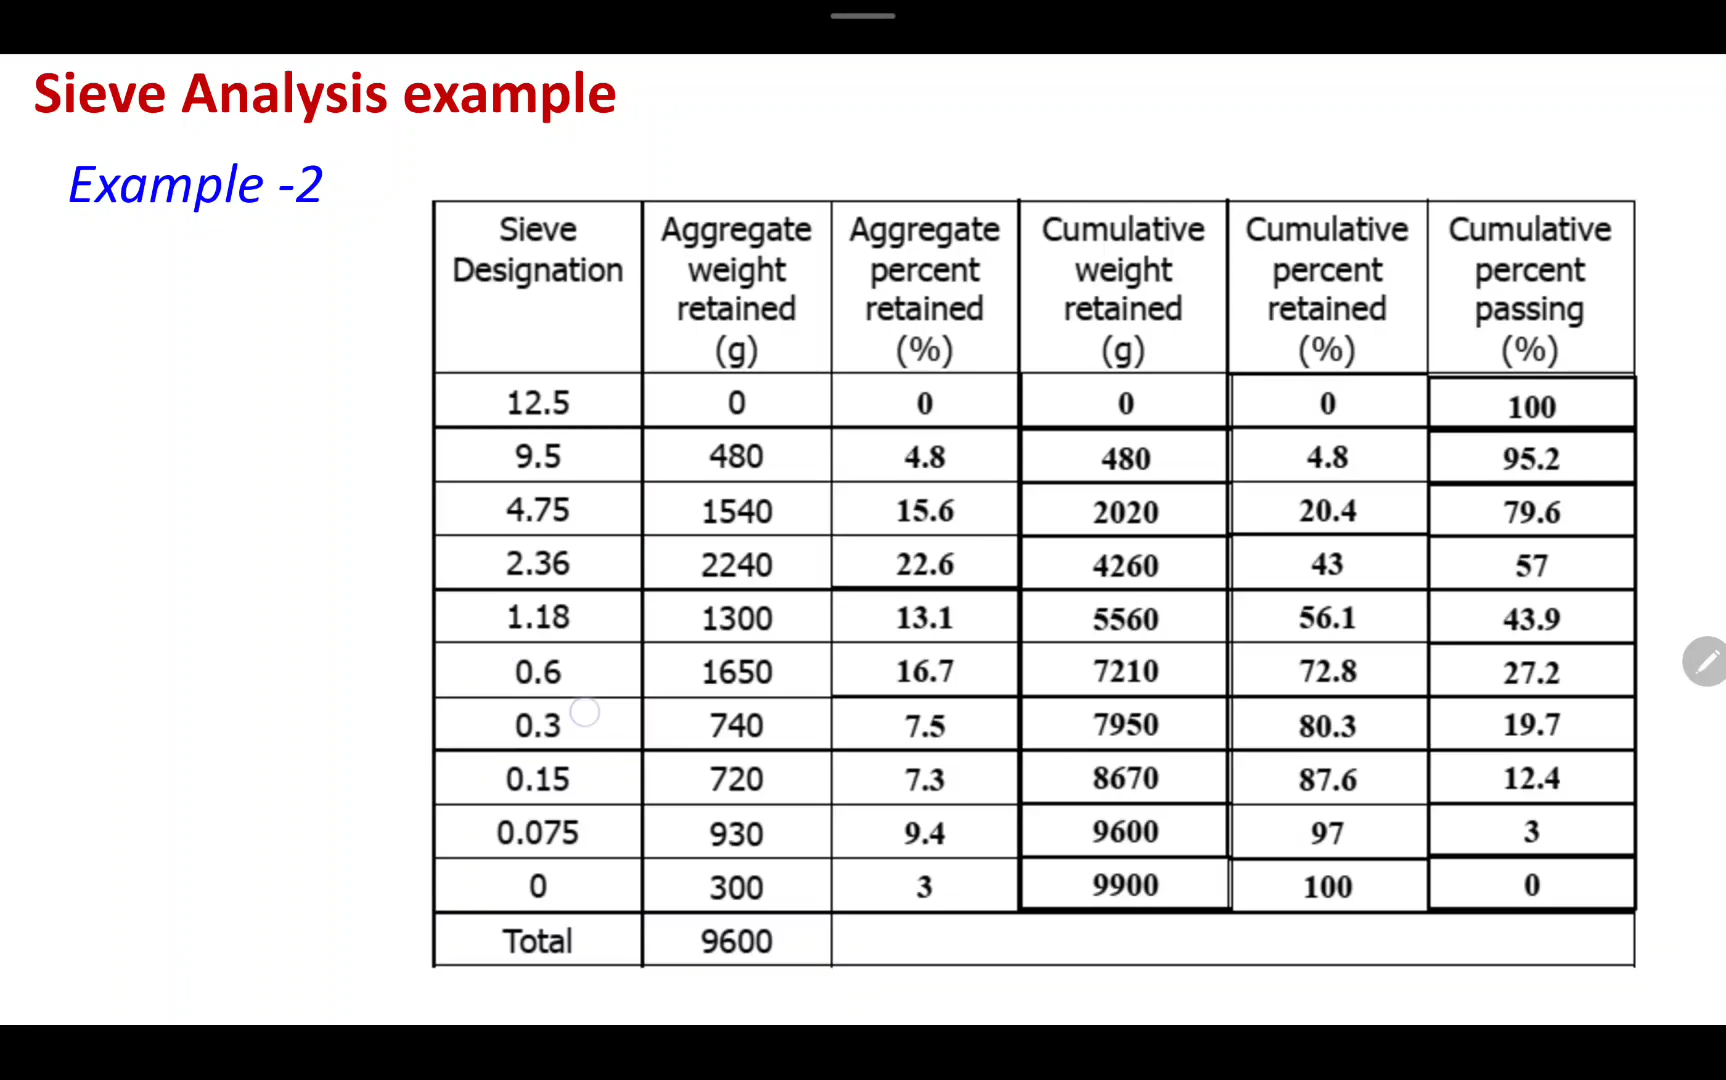 Sieve Analysis example
Example -2
Sieve Designation | Aggregate weight retained (g) | Aggregate percent retained (%) | Cumulative weight retained (g) | Cumulative percent retained (%) | Cumulative percent passing (%)
12.5 | 0 | 0 | 0 | 0 | 100
9.5 | 480 | 4.8 | 480 | 4.8 | 95.2
4.75 | 1540 | 15.6 | 2020 | 20.4 | 79.6
2.36 | 2240 | 22.6 | 4260 | 43 | 57
1.18 | 1300 | 13.1 | 5560 | 56.1 | 43.9
0.6 | 1650 | 16.7 | 7210 | 72.8 | 27.2
0.3 | 740 | 7.5 | 7950 | 80.3 | 19.7
0.15 | 720 | 7.3 | 8670 | 87.6 | 12.4
0.075 | 930 | 9.4 | 9600 | 97 | 3
0 | 300 | 3 | 9900 | 100 | 0
Total | 9600